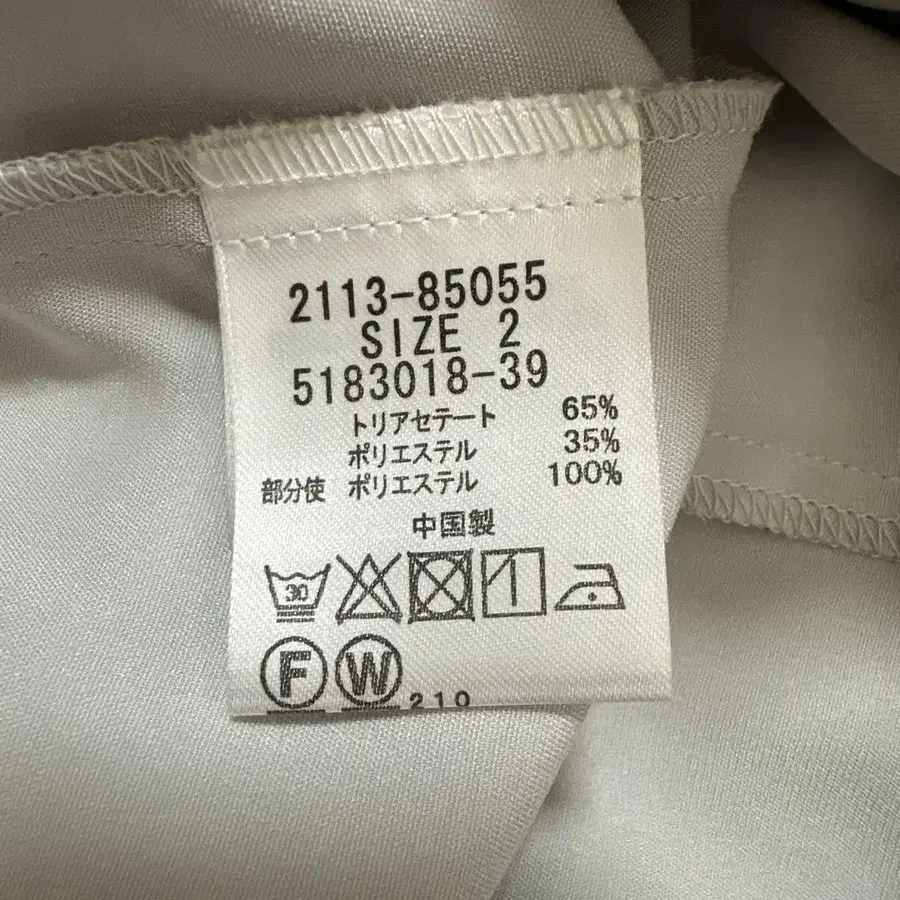 2113-85055
SIZE 2
5183018-39
トリアセテート 65%
ポリエステル 35%
部分使 ポリエステル 100%
中国製
30
F W 210